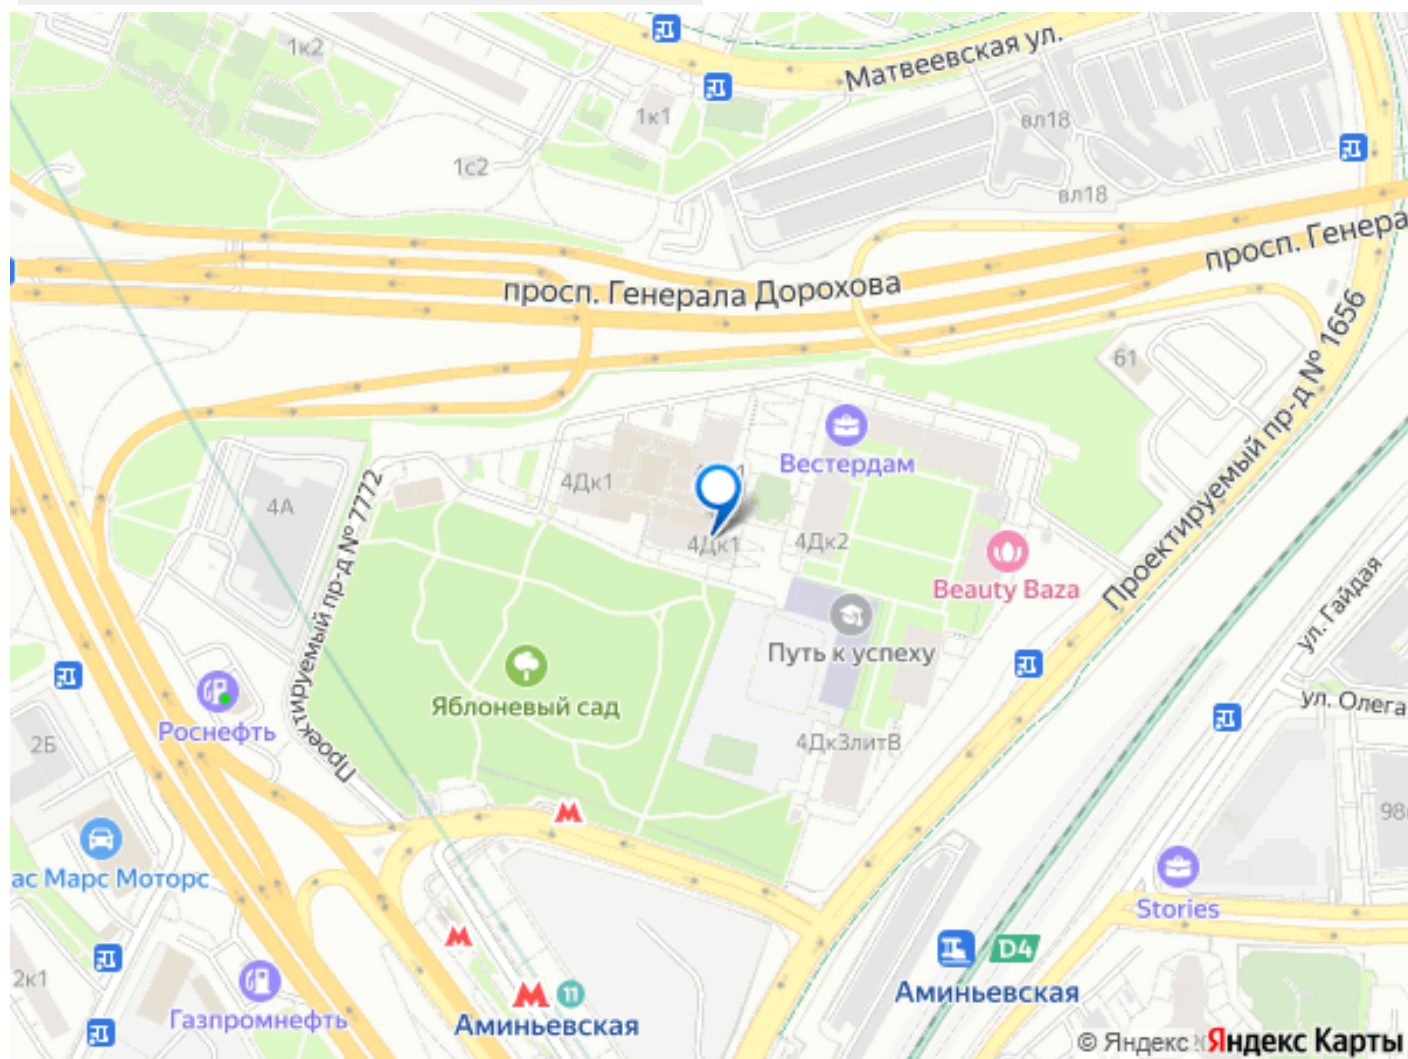 1к2
Матвеевская ул.
1к1
вл18
1с2
вл18
просп. Генера
просп. Генерала Дорохова
Проектируемый пр-д № 1656
61
Вестердам
4Дк1
4А
Проектируемый пр-д № 7772
4Дк1
4Дк2
Beauty Baza
ул. Гайдая
Путь к успеху
Яблоневый сад
ул. Олега
Роснефть
2Б
4Дк3литВ
М
98
ас Марс Моторс
Stories
М
D4
2к1
Аминьевская
М 11
Газпромнефть
Аминьевская
© Яндекс Яндекс Карты